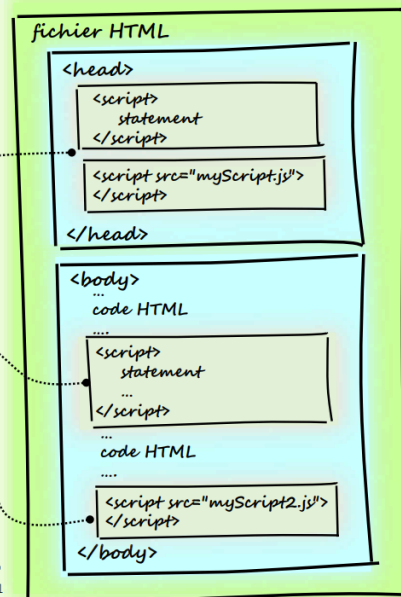 fichier HTML
<head>
<script>
statement
</script>
<script src="myScript.js">
</script>
</head>
<body>
...
code HTML
....
<script>
statement
...
</script>
...
code HTML
....
<script src="myScript2.js">
</script>
</body>